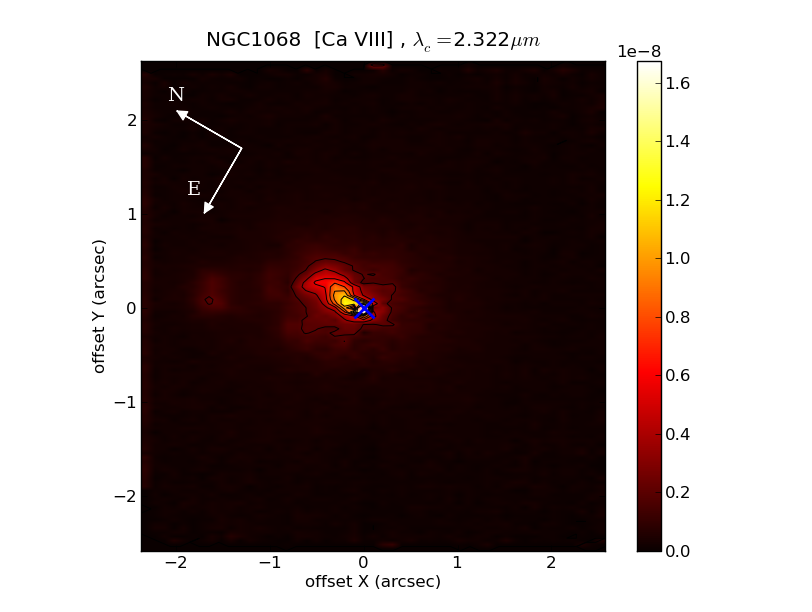 NGC1068 [Ca VIII] , λc =2.322μm
1e−8
N
E
2
1
0
−1
−2
offset Y (arcsec)
−2 −1 0 1 2
offset X (arcsec)
1.6
1.4
1.2
1.0
0.8
0.6
0.4
0.2
0.0